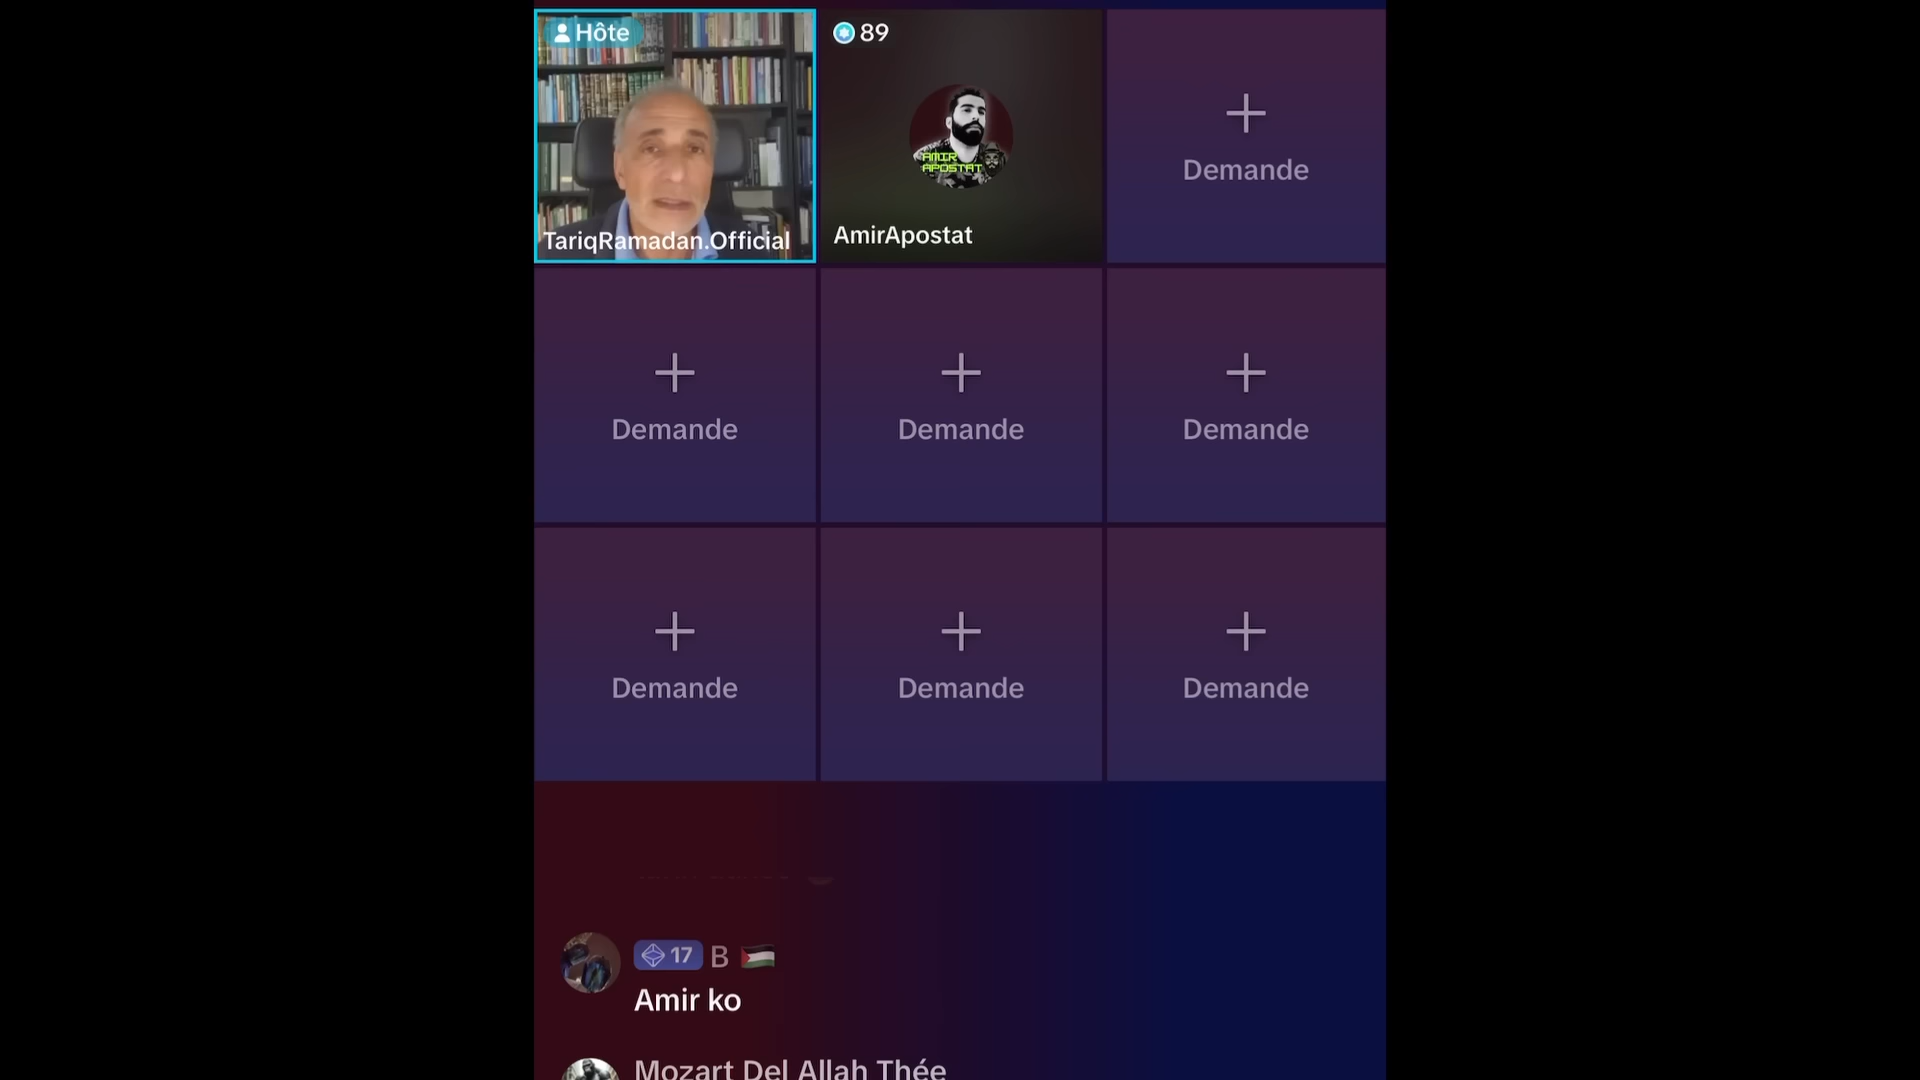 Hôte
89
TariqRamadan.Official
AMIR
APOSTAT
AmirApostat
Demande
Demande
Demande
Demande
Demande
Demande
Demande
17 B 🇵🇸
Amir ko
Mozart Del Allah Thée